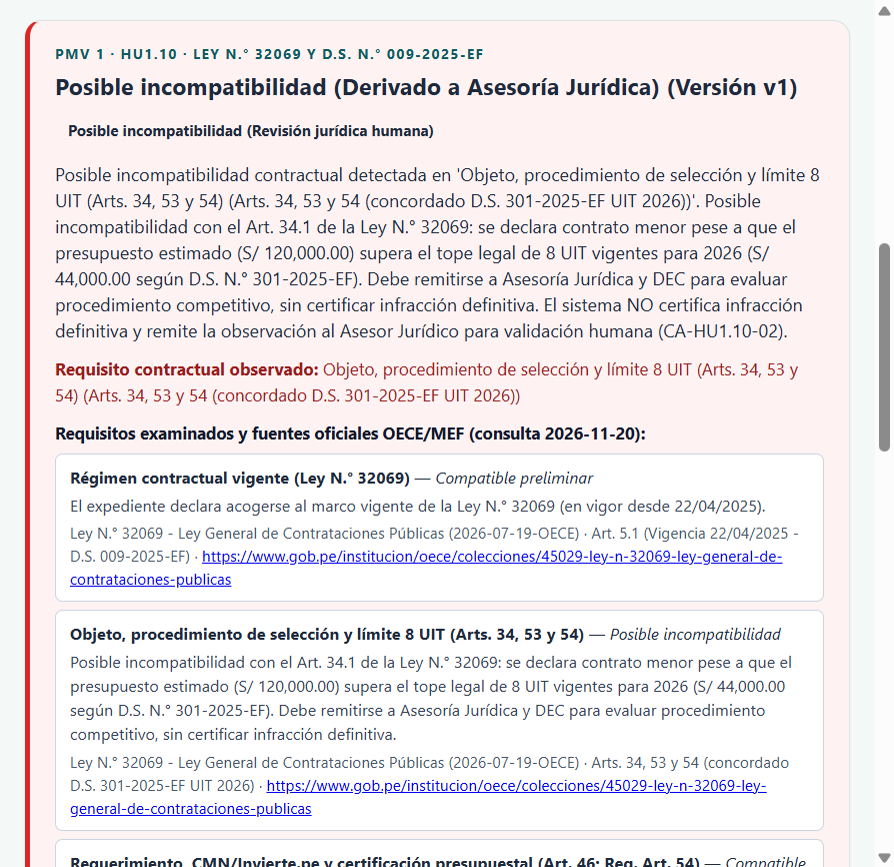 PMV 1 · HU1.10 · LEY N.° 32069 Y D.S. N.° 009-2025-EF
Posible incompatibilidad (Derivado a Asesoría Jurídica) (Versión v1)
Posible incompatibilidad (Revisión jurídica humana)
Posible incompatibilidad contractual detectada en 'Objeto, procedimiento de selección y límite 8
UIT (Arts. 34, 53 y 54) (Arts. 34, 53 y 54 (concordado D.S. 301-2025-EF UIT 2026))'. Posible
incompatibilidad con el Art. 34.1 de la Ley N.° 32069: se declara contrato menor pese a que el
presupuesto estimado (S/ 120,000.00) supera el tope legal de 8 UIT vigentes para 2026 (S/
44,000.00 según D.S. N.° 301-2025-EF). Debe remitirse a Asesoría Jurídica y DEC para evaluar
procedimiento competitivo, sin certificar infracción definitiva. El sistema NO certifica infracción
definitiva y remite la observación al Asesor Jurídico para validación humana (CA-HU1.10-02).
Requisito contractual observado: Objeto, procedimiento de selección y límite 8 UIT (Arts. 34, 53 y
54) (Arts. 34, 53 y 54 (concordado D.S. 301-2025-EF UIT 2026))
Requisitos examinados y fuentes oficiales OECE/MEF (consulta 2026-11-20):
Régimen contractual vigente (Ley N.° 32069) — Compatible preliminar
El expediente declara acogerse al marco vigente de la Ley N.° 32069 (en vigor desde 22/04/2025).
Ley N.° 32069 - Ley General de Contrataciones Públicas (2026-07-19-OECE) · Art. 5.1 (Vigencia 22/04/2025 -
D.S. 009-2025-EF) · https://www.gob.pe/institucion/oece/colecciones/45029-ley-n-32069-ley-general-de-
contrataciones-publicas
Objeto, procedimiento de selección y límite 8 UIT (Arts. 34, 53 y 54) — Posible incompatibilidad
Posible incompatibilidad con el Art. 34.1 de la Ley N.° 32069: se declara contrato menor pese a que el
presupuesto estimado (S/ 120,000.00) supera el tope legal de 8 UIT vigentes para 2026 (S/ 44,000.00
según D.S. N.° 301-2025-EF). Debe remitirse a Asesoría Jurídica y DEC para evaluar procedimiento
competitivo, sin certificar infracción definitiva.
Ley N.° 32069 - Ley General de Contrataciones Públicas (2026-07-19-OECE) · Arts. 34, 53 y 54 (concordado
D.S. 301-2025-EF UIT 2026) · https://www.gob.pe/institucion/oece/colecciones/45029-ley-n-32069-ley-
general-de-contrataciones-publicas
Requerimiento, CMN/Invierte.pe y certificación presupuestal (Art. 46; Reg. Art. 54) — Compatible